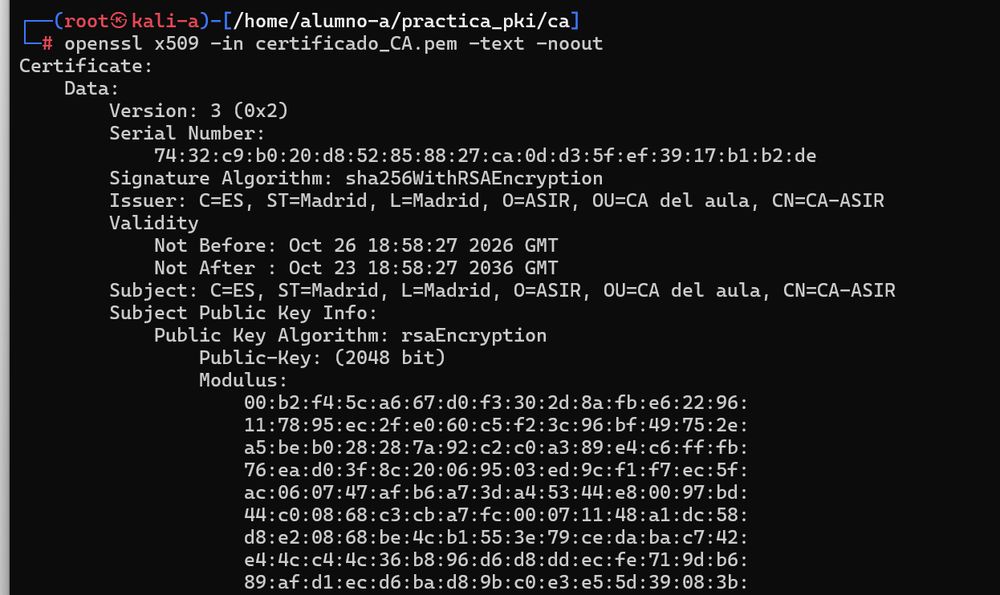 ┌──(root㉿kali-a)-[/home/alumno-a/practica_pki/ca]
└─# openssl x509 -in certificado_CA.pem -text -noout
Certificate:
    Data:
        Version: 3 (0x2)
        Serial Number:
            74:32:c9:b0:20:d8:52:85:88:27:ca:0d:d3:5f:ef:39:17:b1:b2:de
        Signature Algorithm: sha256WithRSAEncryption
        Issuer: C=ES, ST=Madrid, L=Madrid, O=ASIR, OU=CA del aula, CN=CA-ASIR
        Validity
            Not Before: Oct 26 18:58:27 2026 GMT
            Not After : Oct 23 18:58:27 2036 GMT
        Subject: C=ES, ST=Madrid, L=Madrid, O=ASIR, OU=CA del aula, CN=CA-ASIR
        Subject Public Key Info:
            Public Key Algorithm: rsaEncryption
                Public-Key: (2048 bit)
                Modulus:
                    00:b2:f4:5c:a6:67:d0:f3:30:2d:8a:fb:e6:22:96:
                    11:78:95:ec:2f:e0:60:c5:f2:3c:96:bf:49:75:2e:
                    a5:be:b0:28:28:7a:92:c2:c0:a3:89:e4:c6:ff:fb:
                    76:ea:d0:3f:8c:20:06:95:03:ed:9c:f1:f7:ec:5f:
                    ac:06:07:47:af:b6:a7:3d:a4:53:44:e8:00:97:bd:
                    44:c0:08:68:c3:cb:a7:fc:00:07:11:48:a1:dc:58:
                    d8:e2:08:68:be:4c:b1:55:3e:79:ce:da:ba:c7:42:
                    e4:4c:c4:4c:36:b8:96:d6:d8:dd:ec:fe:71:9d:b6:
                    89:af:d1:ec:d6:ba:d8:9b:c0:e3:e5:5d:39:08:3b: